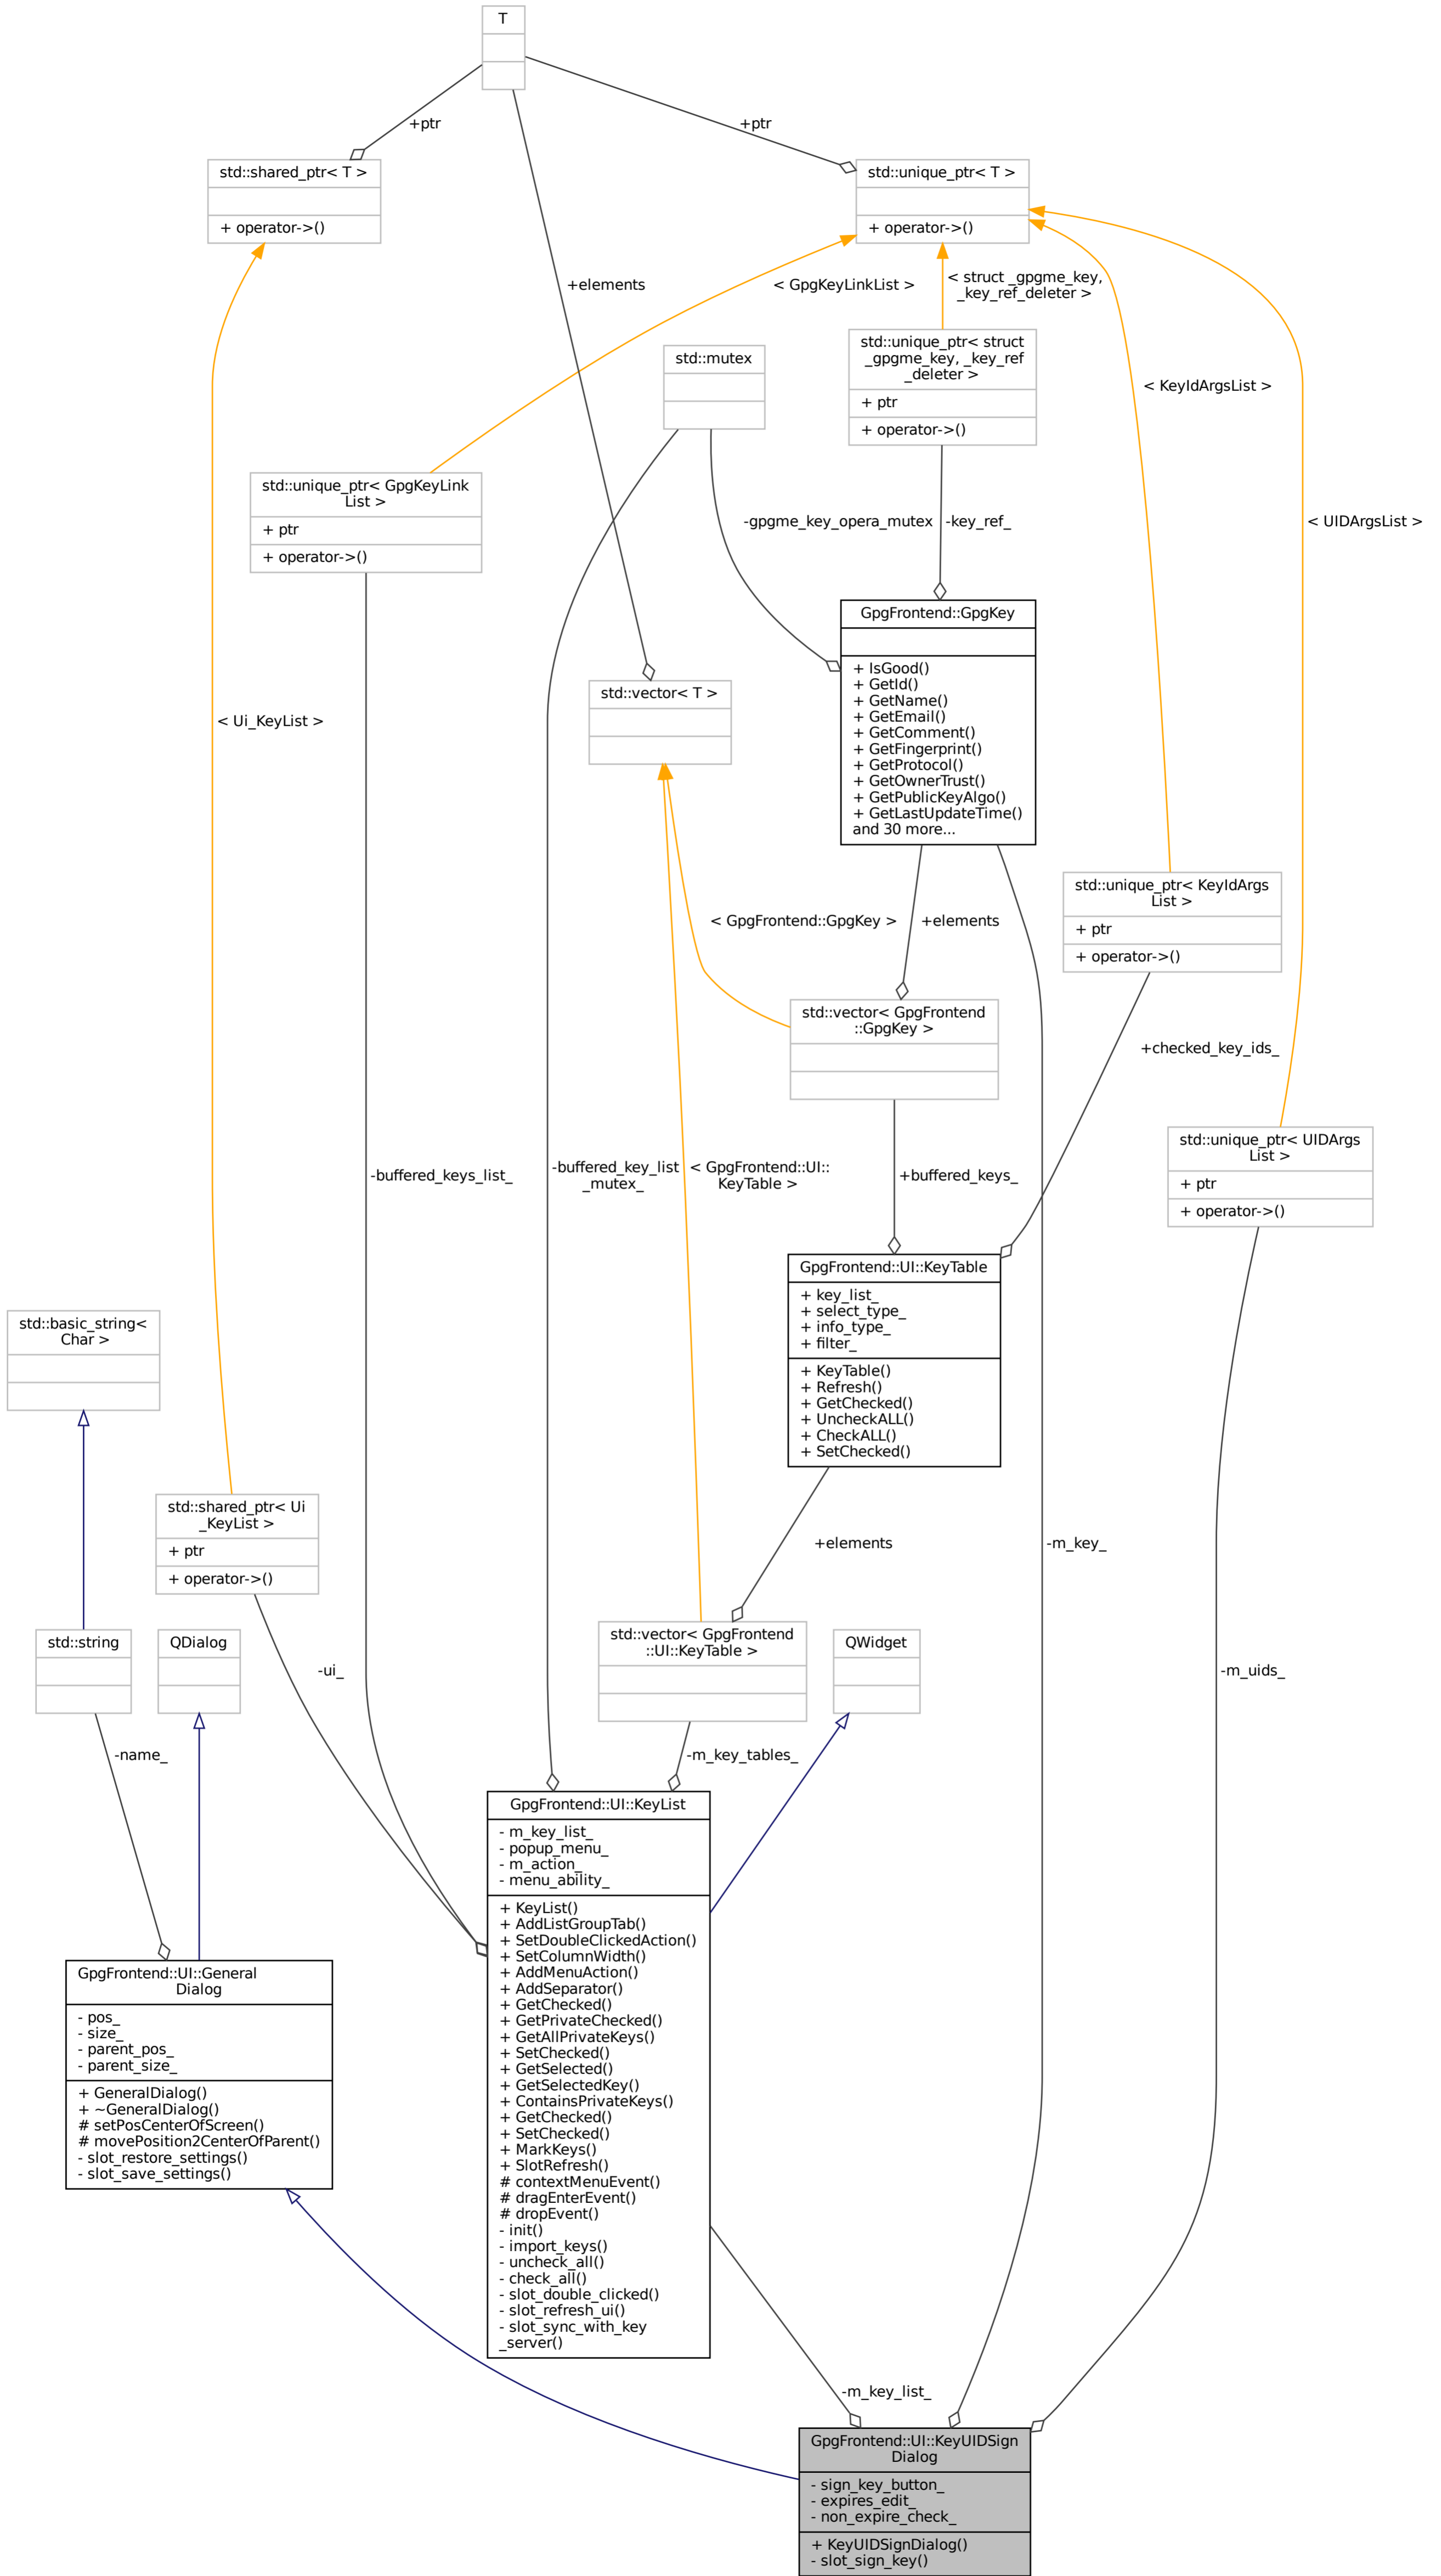 T
+ptr
+ptr
std::shared_ptr< T >
+ operator->()
std::unique_ptr< T >
+ operator->()
+elements
< GpgKeyLinkList >
< struct _gpgme_key,
_key_ref_deleter >
std::mutex
std::unique_ptr< struct
_gpgme_key, _key_ref
_deleter >
+ ptr
+ operator->()
< KeyIdArgsList >
std::unique_ptr< GpgKeyLink
List >
+ ptr
+ operator->()
-gpgme_key_opera_mutex
-key_ref_
< UIDArgsList >
GpgFrontend::GpgKey
+ IsGood()
+ GetId()
+ GetName()
+ GetEmail()
+ GetComment()
+ GetFingerprint()
+ GetProtocol()
+ GetOwnerTrust()
+ GetPublicKeyAlgo()
+ GetLastUpdateTime()
and 30 more...
std::vector< T >
< Ui_KeyList >
std::unique_ptr< KeyIdArgs
List >
+ ptr
+ operator->()
< GpgFrontend::GpgKey >
+elements
std::vector< GpgFrontend
::GpgKey >
+checked_key_ids_
std::unique_ptr< UIDArgs
List >
+ ptr
+ operator->()
-buffered_keys_list_
-buffered_key_list
_mutex_
< GpgFrontend::UI::
KeyTable >
+buffered_keys_
GpgFrontend::UI::KeyTable
+ key_list_
+ select_type_
+ info_type_
+ filter_
+ KeyTable()
+ Refresh()
+ GetChecked()
+ UncheckALL()
+ CheckALL()
+ SetChecked()
std::basic_string<
Char >
std::shared_ptr< Ui
_KeyList >
+ ptr
+ operator->()
+elements
-m_key_
std::string
QDialog
-ui_
std::vector< GpgFrontend
::UI::KeyTable >
QWidget
-m_uids_
-name_
-m_key_tables_
GpgFrontend::UI::KeyList
- m_key_list_
- popup_menu_
- m_action_
- menu_ability_
+ KeyList()
+ AddListGroupTab()
+ SetDoubleClickedAction()
+ SetColumnWidth()
+ AddMenuAction()
+ AddSeparator()
+ GetChecked()
+ GetPrivateChecked()
+ GetAllPrivateKeys()
+ SetChecked()
+ GetSelected()
+ GetSelectedKey()
+ ContainsPrivateKeys()
+ GetChecked()
+ SetChecked()
+ MarkKeys()
+ SlotRefresh()
# contextMenuEvent()
# dragEnterEvent()
# dropEvent()
- init()
- import_keys()
- uncheck_all()
- check_all()
- slot_double_clicked()
- slot_refresh_ui()
- slot_sync_with_key
_server()
GpgFrontend::UI::General
Dialog
- pos_
- size_
- parent_pos_
- parent_size_
+ GeneralDialog()
+ ~GeneralDialog()
# setPosCenterOfScreen()
# movePosition2CenterOfParent()
- slot_restore_settings()
- slot_save_settings()
-m_key_list_
GpgFrontend::UI::KeyUIDSign
Dialog
- sign_key_button_
- expires_edit_
- non_expire_check_
+ KeyUIDSignDialog()
- slot_sign_key()